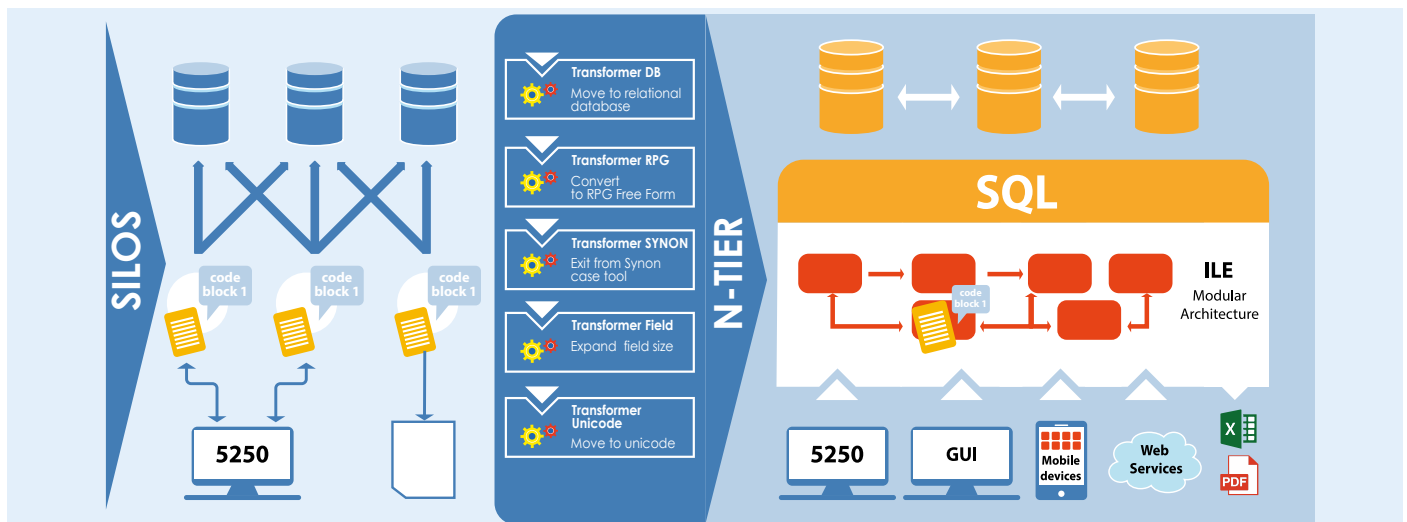 SILOS
code
block 1
code
block 1
code
block 1
5250
Transformer DB
Move to relational
database
Transformer RPG
Convert
to RPG Free Form
Transformer SYNON
Exit from Synon
case tool
Transformer Field
Expand field size
Transformer
Unicode
Move to unicode
N-TIER
SQL
code
block 1
ILE
Modular
Architecture
5250
GUI
Mobile
devices
Web
Services
X
PDF